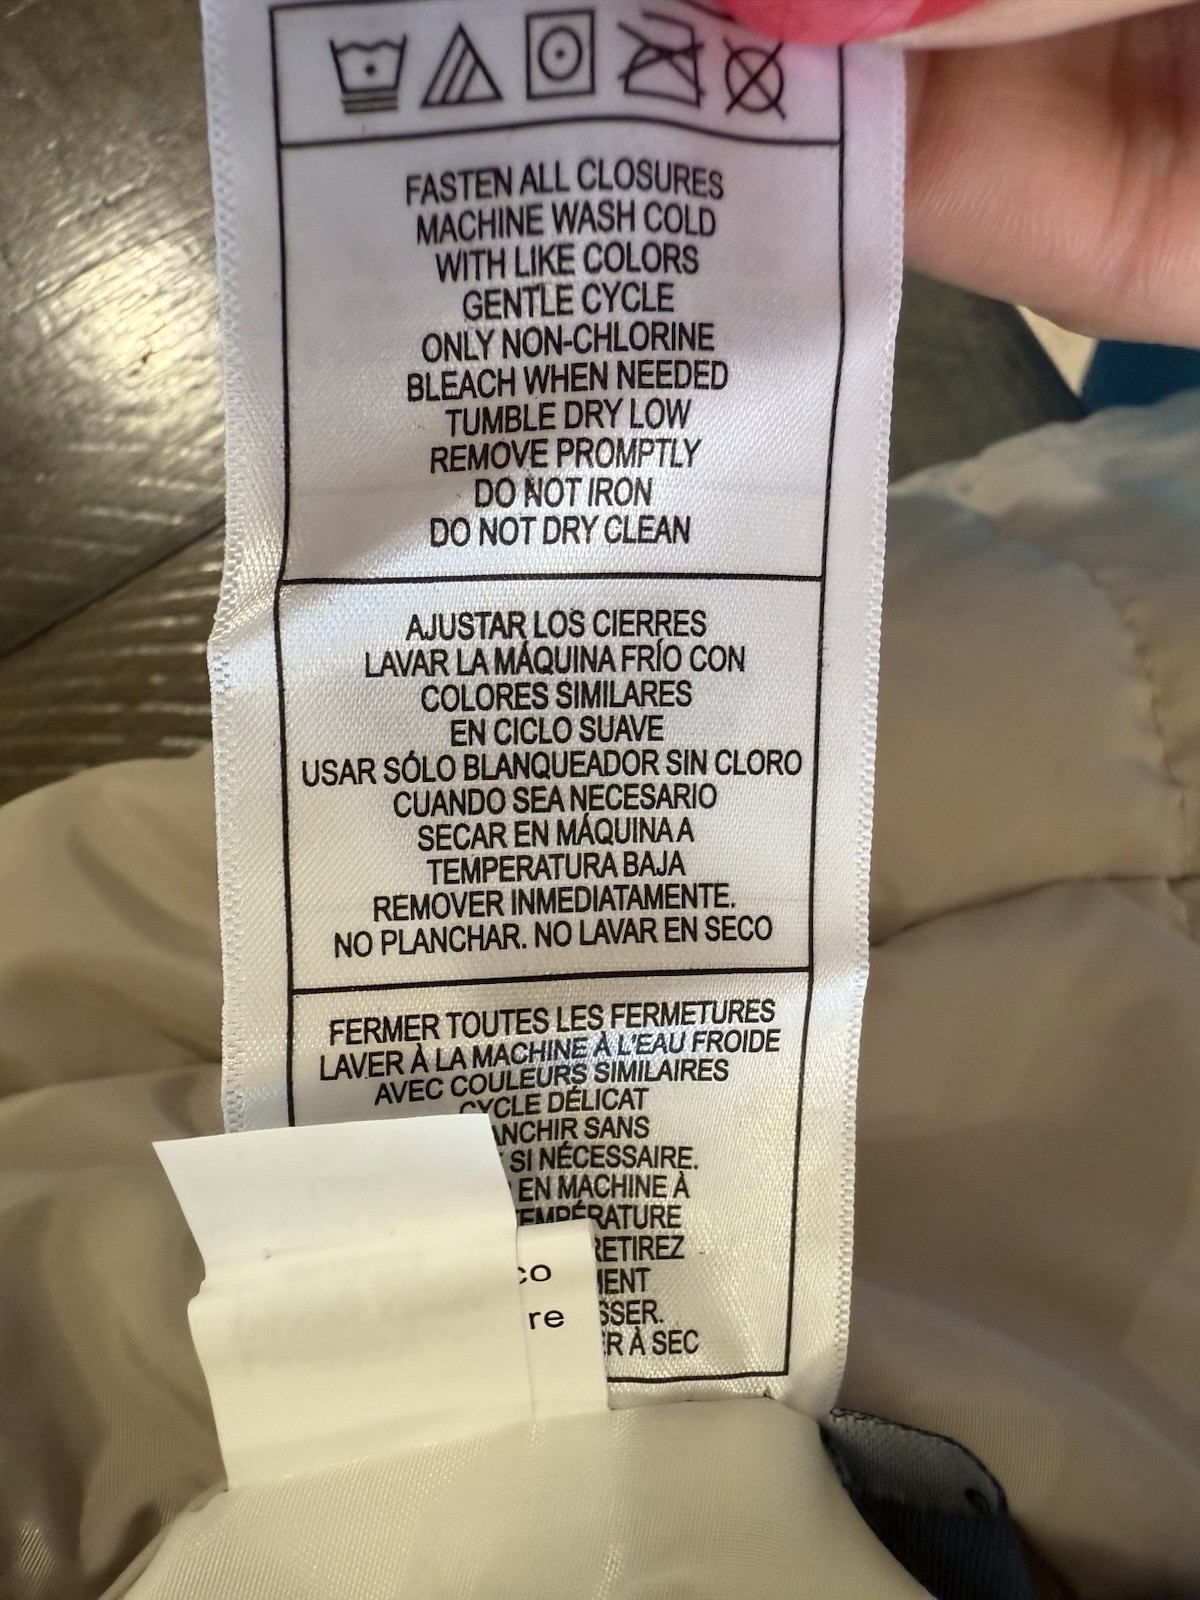 FASTEN ALL CLOSURES
MACHINE WASH COLD
WITH LIKE COLORS
GENTLE CYCLE
ONLY NON-CHLORINE
BLEACH WHEN NEEDED
TUMBLE DRY LOW
REMOVE PROMPTLY
DO NOT IRON
DO NOT DRY CLEAN
AJUSTAR LOS CIERRES
LAVAR LA MÁQUINA FRÍO CON
COLORES SIMILARES
EN CICLO SUAVE
USAR SÓLO BLANQUEADOR SIN CLORO
CUANDO SEA NECESARIO
SECAR EN MÁQUINA A
TEMPERATURA BAJA
REMOVER INMEDIATAMENTE.
NO PLANCHAR. NO LAVAR EN SECO
FERMER TOUTES LES FERMETURES
LAVER À LA MACHINE À L'EAU FROIDE
AVEC COULEURS SIMILAIRES
CYCLE DÉLICAT
SANS
SI NÉCESSAIRE.
EN MACHINE À
TEMPÉRATURE
RETIREZ
À SEC